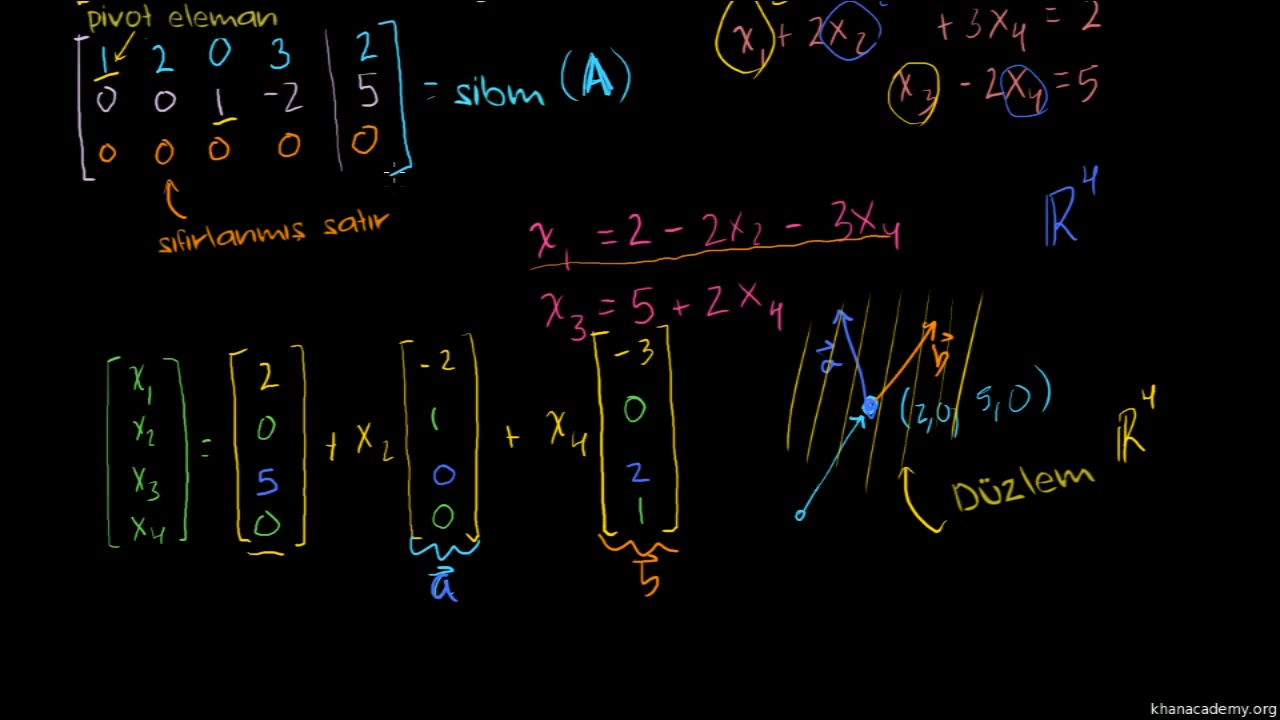 pivot eleman
1 2 0 3 | 2
0 0 1 -2 | 5
0 0 0 0 | 0
= sibm (A)
sıfırlanmış satır
x₁ + 2x₂ + 3x₄ = 2
x₃ - 2x₄ = 5
ℝ⁴
x₁ = 2 - 2x₂ - 3x₄
x₃ = 5 + 2x₄
[x₁ x₂ x₃ x₄] = [2 0 5 0] + x₂ [-2 1 0 0] + x₄ [-3 0 2 1]
a⃗
b⃗
a⃗
b⃗
(2,0, 5,0)
Düzlem ℝ⁴
khanacademy.org